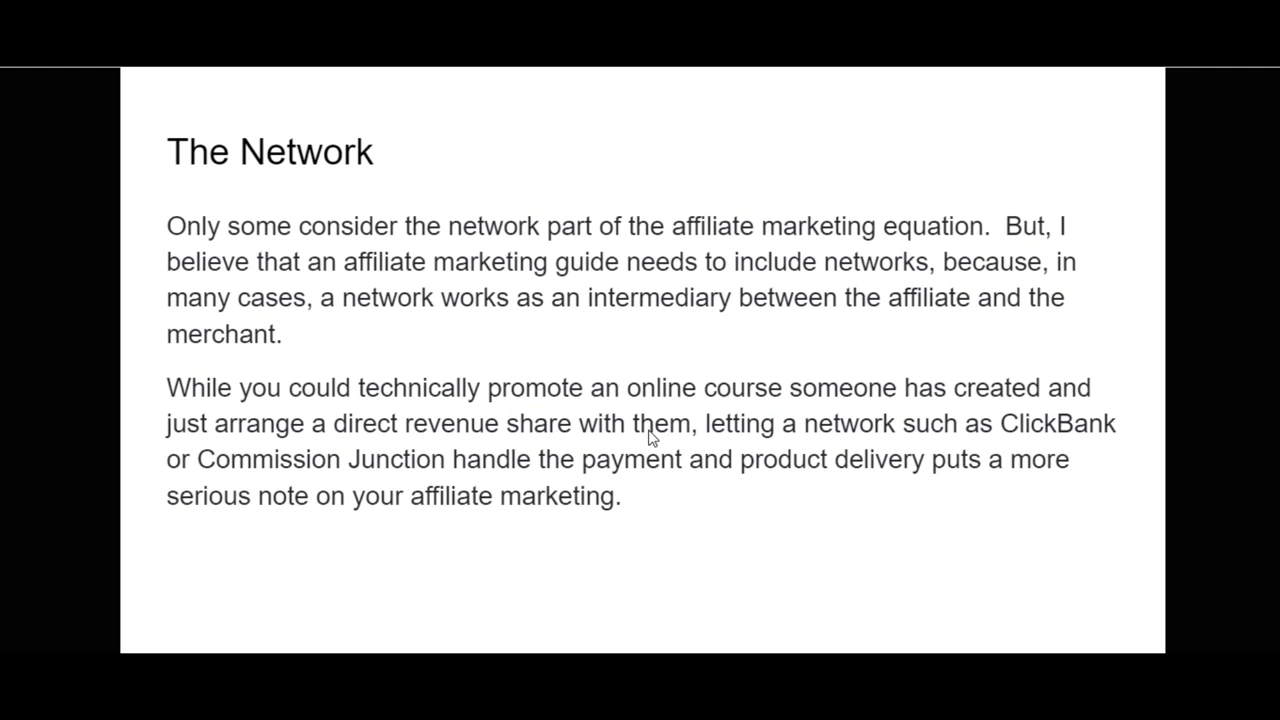 The Network
Only some consider the network part of the affiliate marketing equation.  But, I
believe that an affiliate marketing guide needs to include networks, because, in
many cases, a network works as an intermediary between the affiliate and the
merchant.
While you could technically promote an online course someone has created and
just arrange a direct revenue share with them, letting a network such as ClickBank
or Commission Junction handle the payment and product delivery puts a more
serious note on your affiliate marketing.